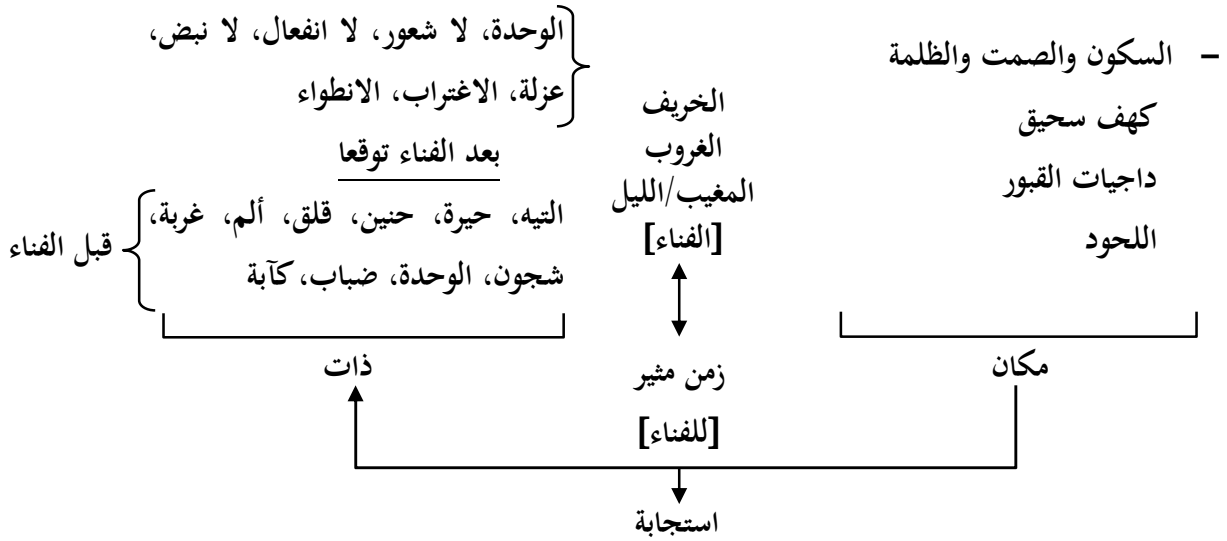 – السكون والصمت والظلمة
كهف سحيق
داجيات القبور
اللحود
مكان
الخريف
الغروب
المغيب/الليل
[الفناء]
زمن مثير
[للفناء]
الوحدة، لا شعور، لا انفعال، لا نبض،
عزلة، الاغتراب، الانطواء
بعد الفناء توقعا
التيه، حيرة، حنين، قلق، ألم، غربة،
شجون، الوحدة، ضباب، كآبة
قبل الفناء
ذات
استجابة